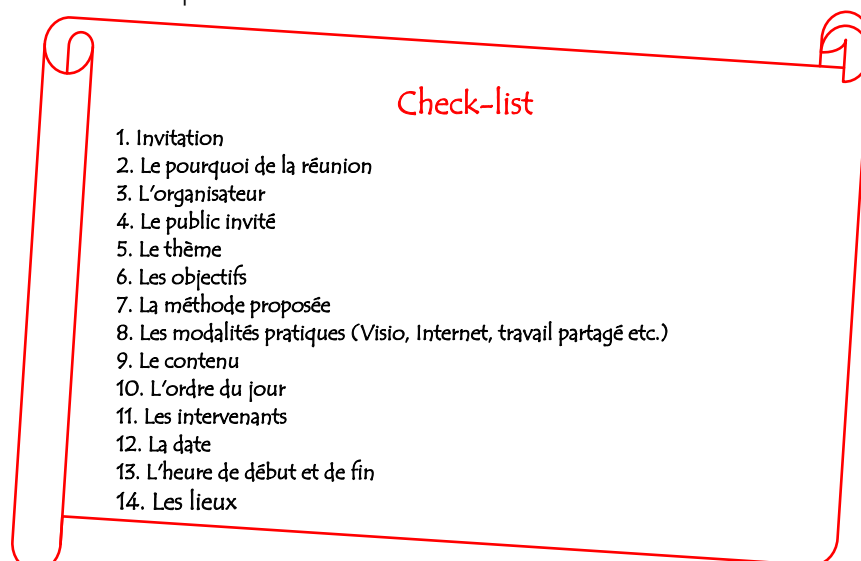 Check-list
1. Invitation
2. Le pourquoi de la réunion
3. L'organisateur
4. Le public invité
5. Le thème
6. Les objectifs
7. La méthode proposée
8. Les modalités pratiques (Visio, Internet, travail partagé etc.)
9. Le contenu
10. L'ordre du jour
11. Les intervenants
12. La date
13. L'heure de début et de fin
14. Les lieux